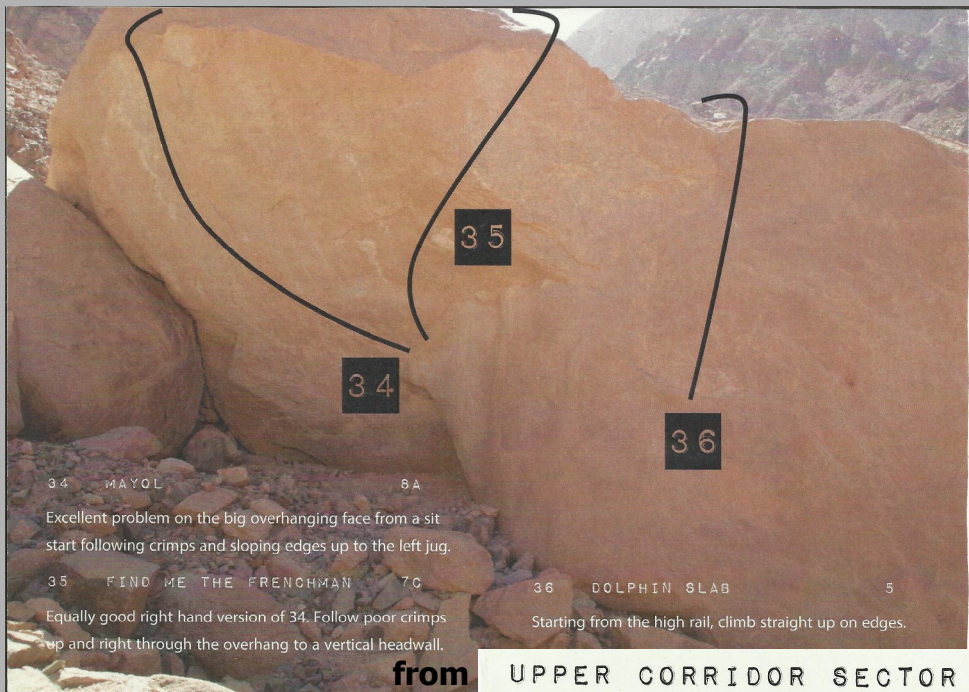 35
34
36
34 MAYOL 8A
Excellent problem on the big overhanging face from a sit
start following crimps and sloping edges up to the left jug.
35 FIND ME THE FRENCHMAN 7C
Equally good right hand version of 34. Follow poor crimps
up and right through the overhang to a vertical headwall.
36 DOLPHIN SLAB 5
Starting from the high rail, climb straight up on edges.
from UPPER CORRIDOR SECTOR